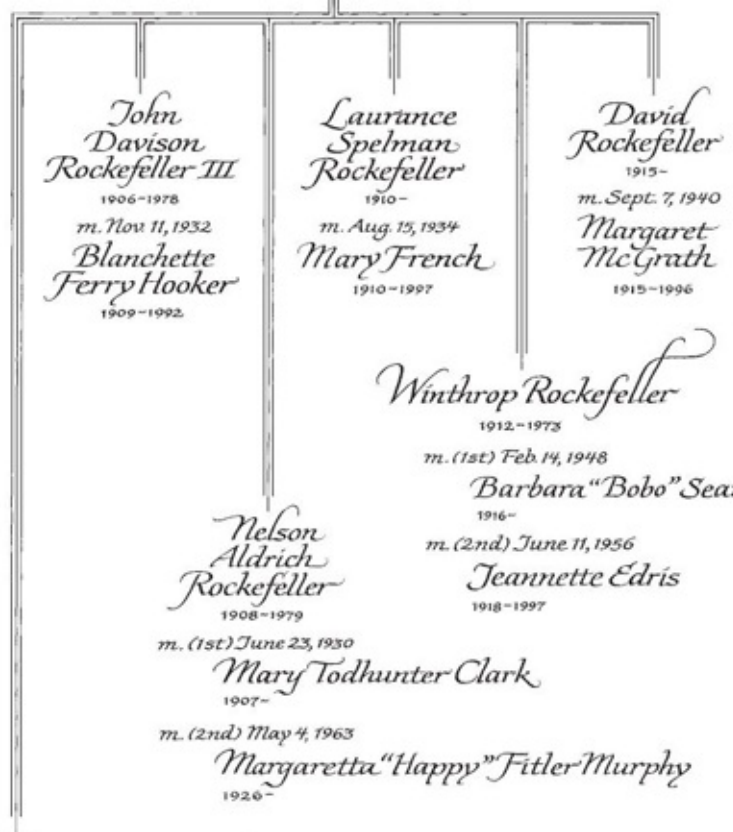 John
Davison
Rockefeller III
1906-1978
m. Nov. 11, 1932
Blanchette
Ferry Hooker
1909-1992
Laurance
Spelman
Rockefeller
1910-
m. Aug. 15, 1934
Mary French
1910-1997
David
Rockefeller
1915-
m. Sept. 7, 1940
Margaret
McGrath
1915-1996
Winthrop Rockefeller
1912-1973
m. (1st) Feb. 14, 1948
Barbara "Bobo"
1916-
m. (2nd) June 11, 1956
Jeannette Edris
1918-1997
Nelson
Aldrich
Rockefeller
1908-1979
m. (1st) June 23, 1930
Mary Todhunter Clark
1907-
m. (2nd) May 4, 1963
Margaretta "Happy" Fitler Murphy
1926-